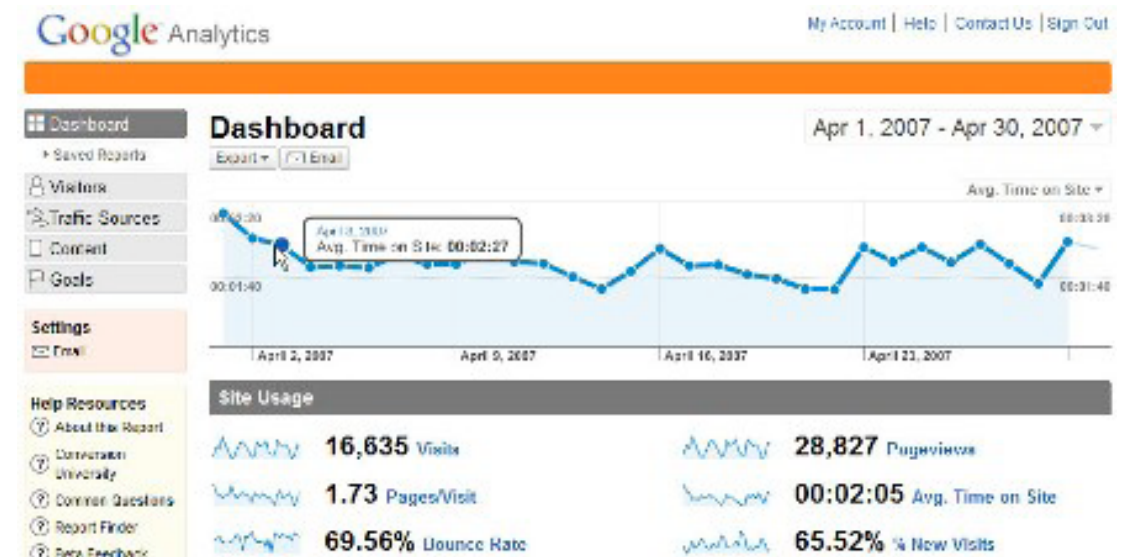 Google Analytics
My Account | Help | Contact Us | Sign Out
Dashboard
Saved Reports
Visitors
Traffic Sources
Content
Goals
Settings
Email
Help Resources
About this Report
Conversion
University
Common Questions
Report Finder
Beta Feedback
Dashboard
Apr 1, 2007 - Apr 30, 2007
Export
Email
Avg. Time on Site
00:03:20
Avg. Time on Site: 00:02:27
00:01:40
00:01:40
April 2, 2007
April 9, 2007
April 16, 2007
April 23, 2007
Site Usage
16,635 Visits
28,827 Pageviews
1.73 Pages/Visit
00:02:05 Avg. Time on Site
69.56% Bounce Rate
65.52% % New Visits